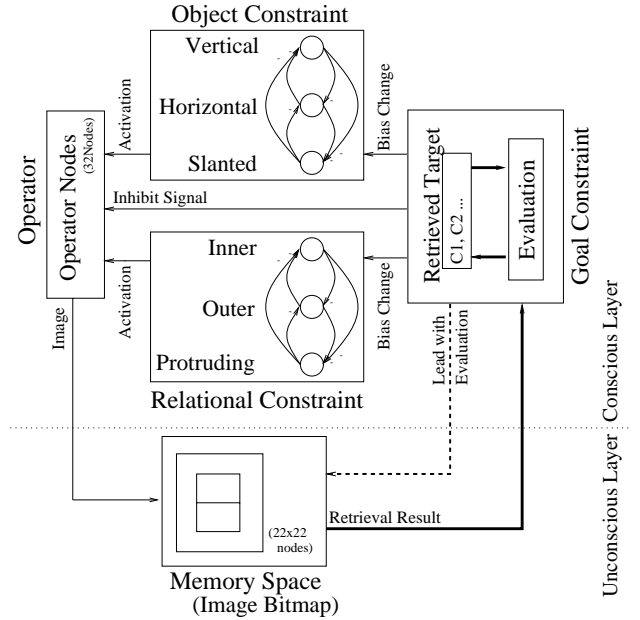 Object Constraint
Vertical
Horizontal
Slanted
Activation
Bias Change
Operator
Operator Nodes
(32Nodes)
Inhibit Signal
Retrieved Target
C1, C2 ...
Evaluation
Goal Constraint
Inner
Outer
Protruding
Activation
Bias Change
Relational Constraint
Image
Lead with
Evaluation
Conscious Layer
Unconscious Layer
(22x22
nodes)
Retrieval Result
Memory Space
(Image Bitmap)